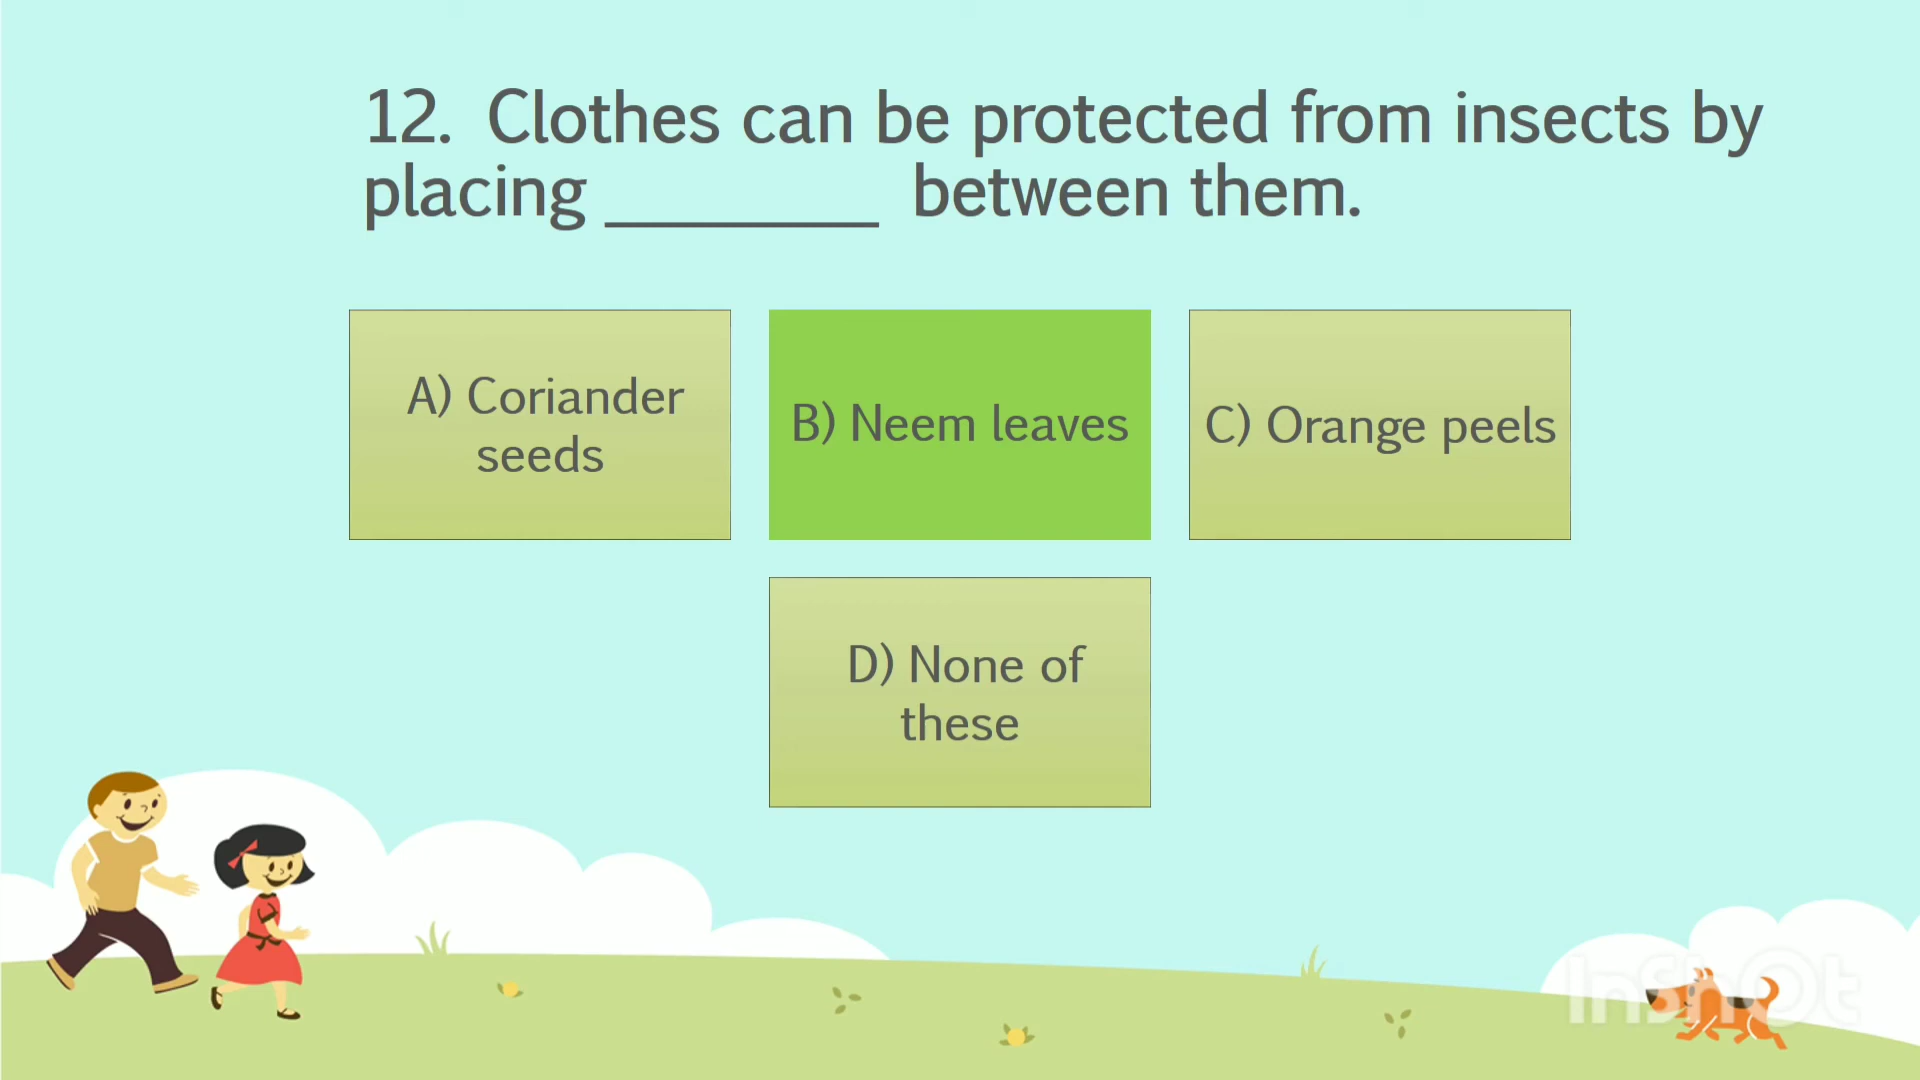 12. Clothes can be protected from insects by
placing ________ between them.
A) Coriander
seeds
B) Neem leaves
C) Orange peels
D) None of
these
InShOt